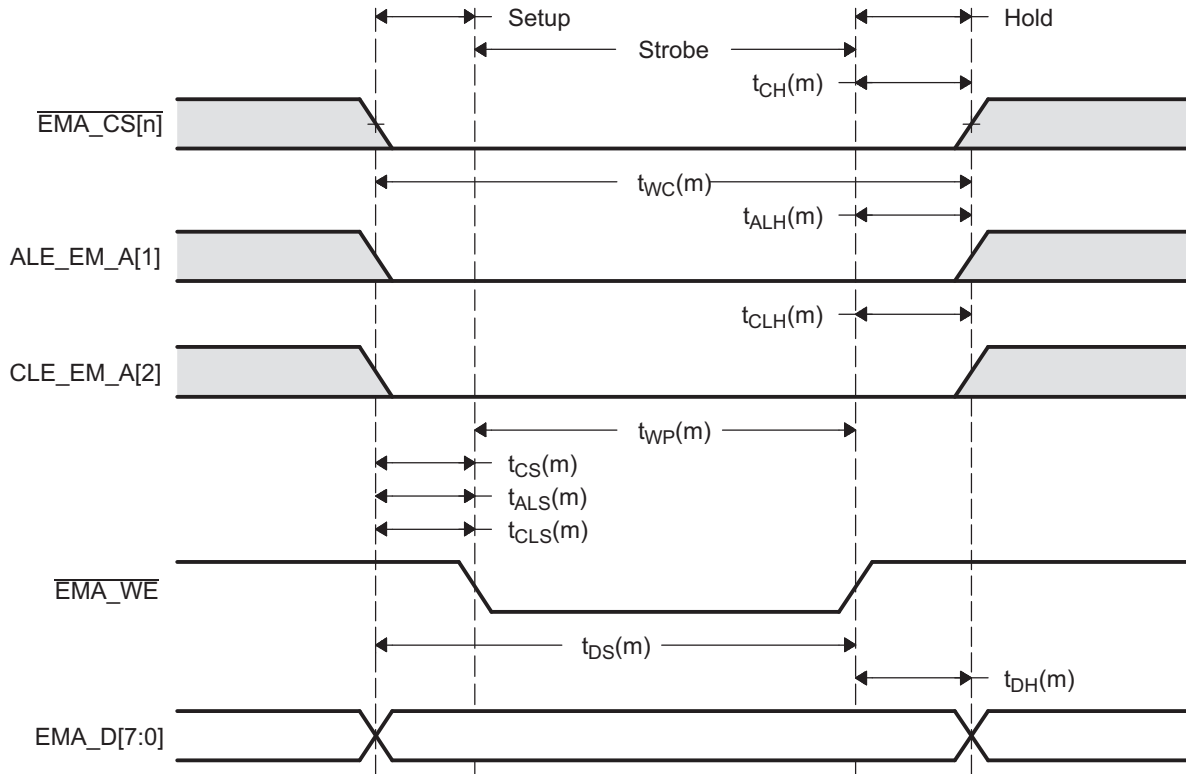 Setup
Hold
Strobe
tCH(m)
EMA_CS[n]
tWC(m)
tALH(m)
ALE_EM_A[1]
tCLH(m)
CLE_EM_A[2]
tWP(m)
tCS(m)
tALS(m)
tCLS(m)
EMA_WE
tDS(m)
tDH(m)
EMA_D[7:0]